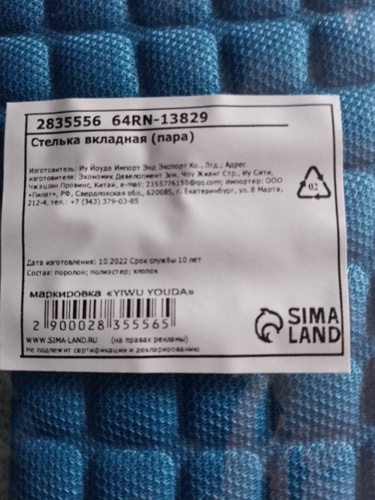 2835556 64RN-13829
Стелька вкладная (пара)
Изготовитель: Иу Йоуда Импорт Энд Экспорт Ко., Лтд.; Адрес
изготовителя: Экономик Девелопмент Зон, Чоу Жианг Стр., Иу Сити,
Чжэцзян Провинс, Китай, e-mail: 2355776150@qq.com; Импортер: ООО
«Пилат», РФ, Свердловская обл., 620085, г. Екатеринбург, ул. 8 Марта,
212-4, тел.: +7 (343) 379-03-85
02
Дата изготовления: 10.2022 Срок службы 10 лет
Состав: поролон; полиэстер; хлопок
маркировка «YIWU YOUDA»
2 900028 355565
SIMA
LAND
WWW.SIMA-LAND.RU (на правах рекламы)
Не подлежит сертификации и декларированию